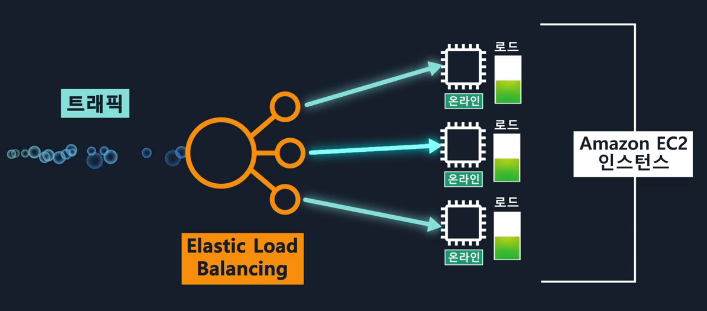 트래픽
Elastic Load
Balancing
로드
온라인
로드
온라인
로드
온라인
Amazon EC2
인스턴스